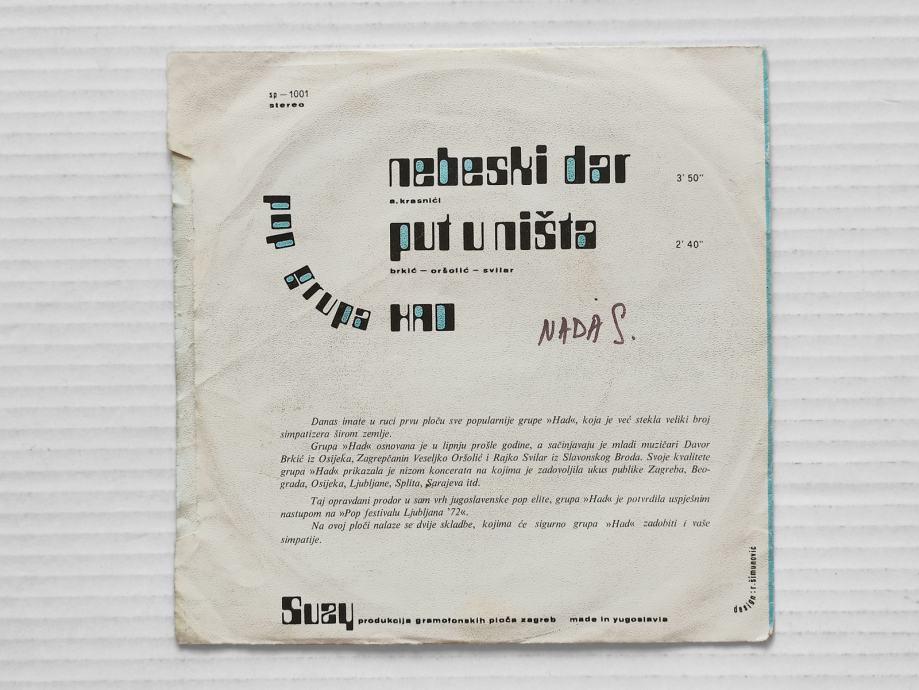 sp – 1001
stereo
nebeski dar 3' 50"
a. krasnići
put u ništa 2' 40"
brkić – oršolić – svilar
pop grupa HAD
NADA S.
Danas imate u ruci prvu ploču sve popularnije grupe »Had«, koja je već stekla veliki broj
simpatizera širom zemlje.
Grupa »Had« osnovana je u lipnju prošle godine, a sačinjavaju je mladi muzičari Davor
Brkić iz Osijeka, Zagrepčanin Veseljko Oršolić i Rajko Svilar iz Slavonskog Broda. Svoje kvalitete
grupa »Had« prikazala je nizom koncerata na kojima je zadovoljila ukus publike Zagreba, Beo-
grada, Osijeka, Ljubljane, Splita, Sarajeva itd.
Taj opravdani prodor u sam vrh jugoslavenske pop elite, grupa »Had« je potvrdila uspješnim
nastupom na »Pop festivalu Ljubljana '72«.
Na ovoj ploči nalaze se dvije skladbe, kojima će sigurno grupa »Had« zadobiti i vaše
simpatije.
design: r. šimunović
Suzy produkcija gramofonskih ploča zagreb made in yugoslavia